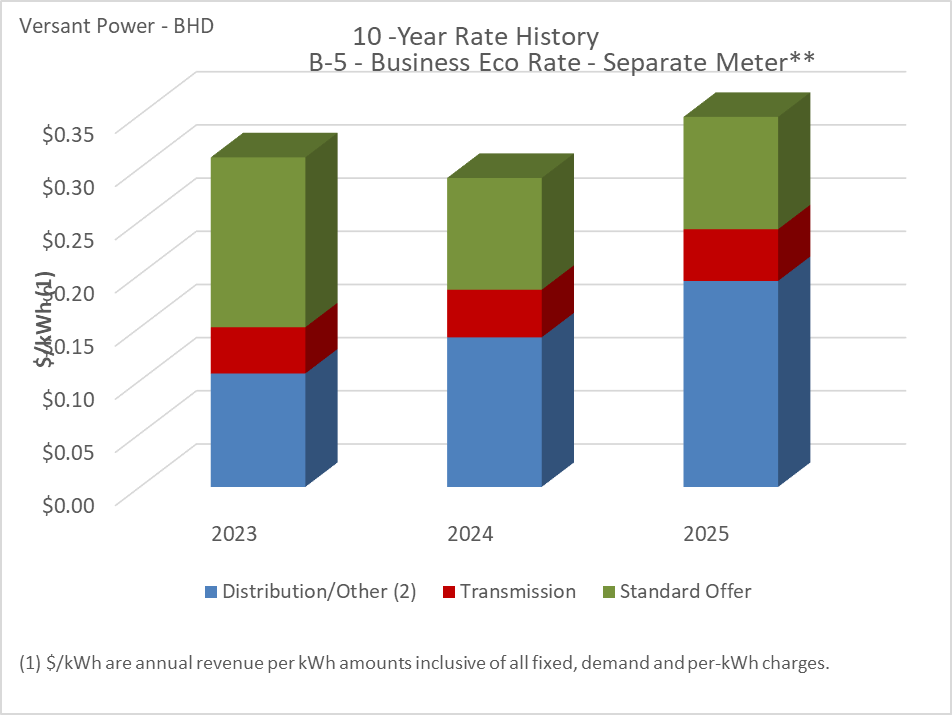 Versant Power - BHD
10 -Year Rate History
B-5 - Business Eco Rate - Separate Meter**
$0.35
$0.30
$0.25
$0.20
$0.15
$0.10
$0.05
$0.00
$/kWh (1)
2023
2024
2025
Distribution/Other (2)
Transmission
Standard Offer
(1) $/kWh are annual revenue per kWh amounts inclusive of all fixed, demand and per-kWh charges.